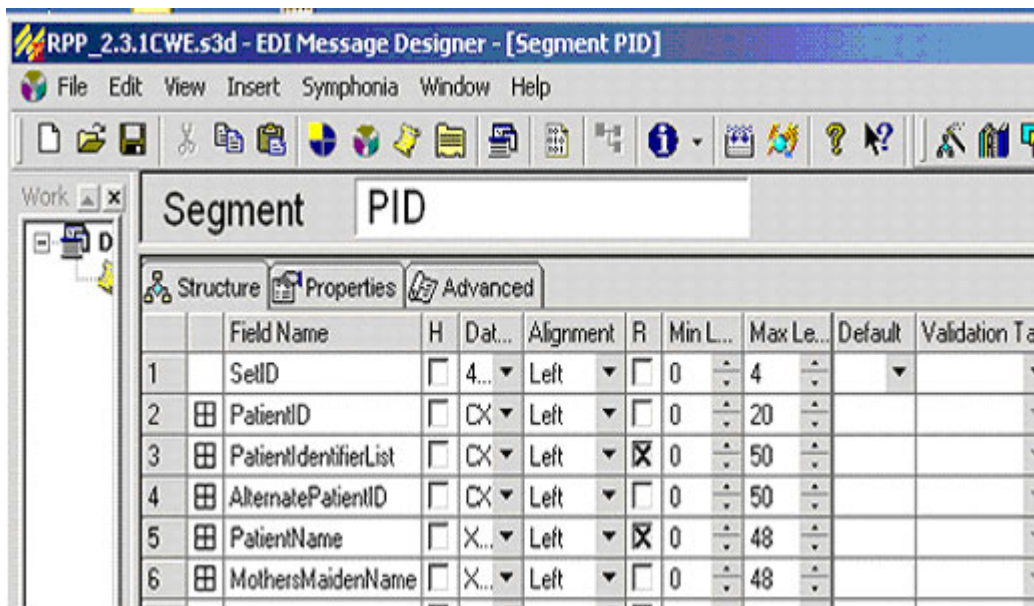 RPP_2.3.1CWE.s3d - EDI Message Designer - [Segment PID]
File Edit View Insert Symphonia Window Help
Work
D
Segment PID
Structure Properties Advanced
Field Name H Dat... Alignment R Min L... Max Le... Default Validation Ta
1 SetID 4... Left 0 4
2 PatientID CX Left 0 20
3 PatientIdentifierList CX Left 0 50
4 AlternatePatientID CX Left 0 50
5 PatientName X... Left 0 48
6 MothersMaidenName X... Left 0 48